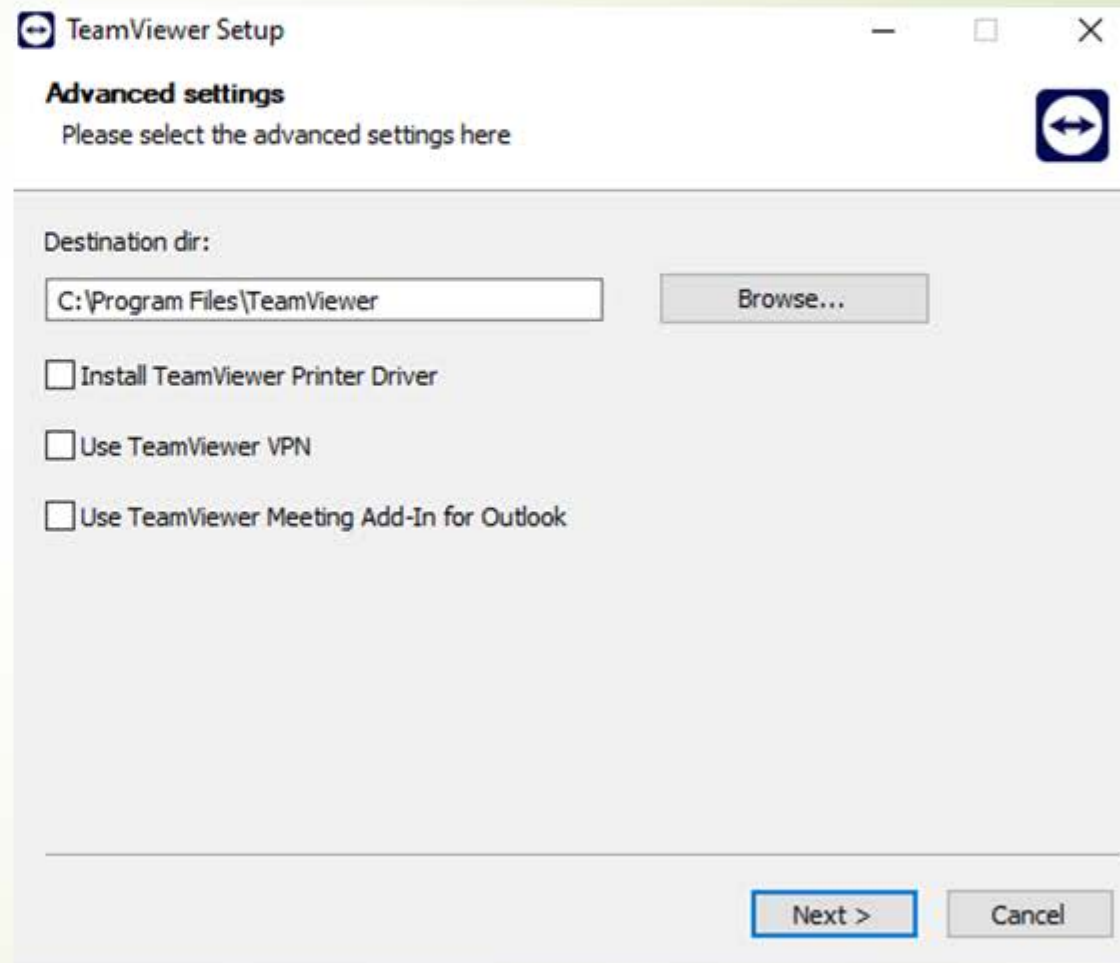 TeamViewer Setup
Advanced settings
Please select the advanced settings here
Destination dir:
C:\Program Files\TeamViewer
Browse...
Install TeamViewer Printer Driver
Use TeamViewer VPN
Use TeamViewer Meeting Add-In for Outlook
Next >
Cancel